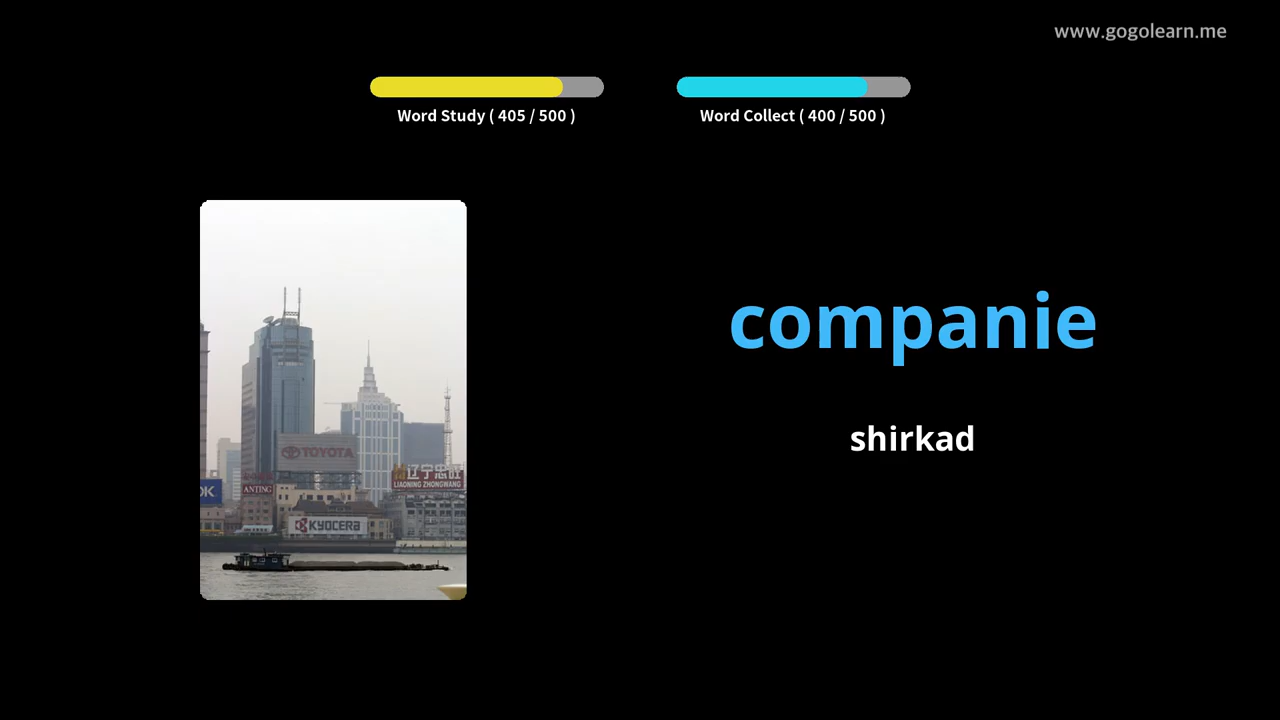 www.gogolearn.me
Word Study ( 405 / 500 )
Word Collect ( 400 / 500 )
companie
shirkad
TOYOTA
辽宁忠旺
LIAONING ZHONGWANG
OK
ANTING
KYOCERA